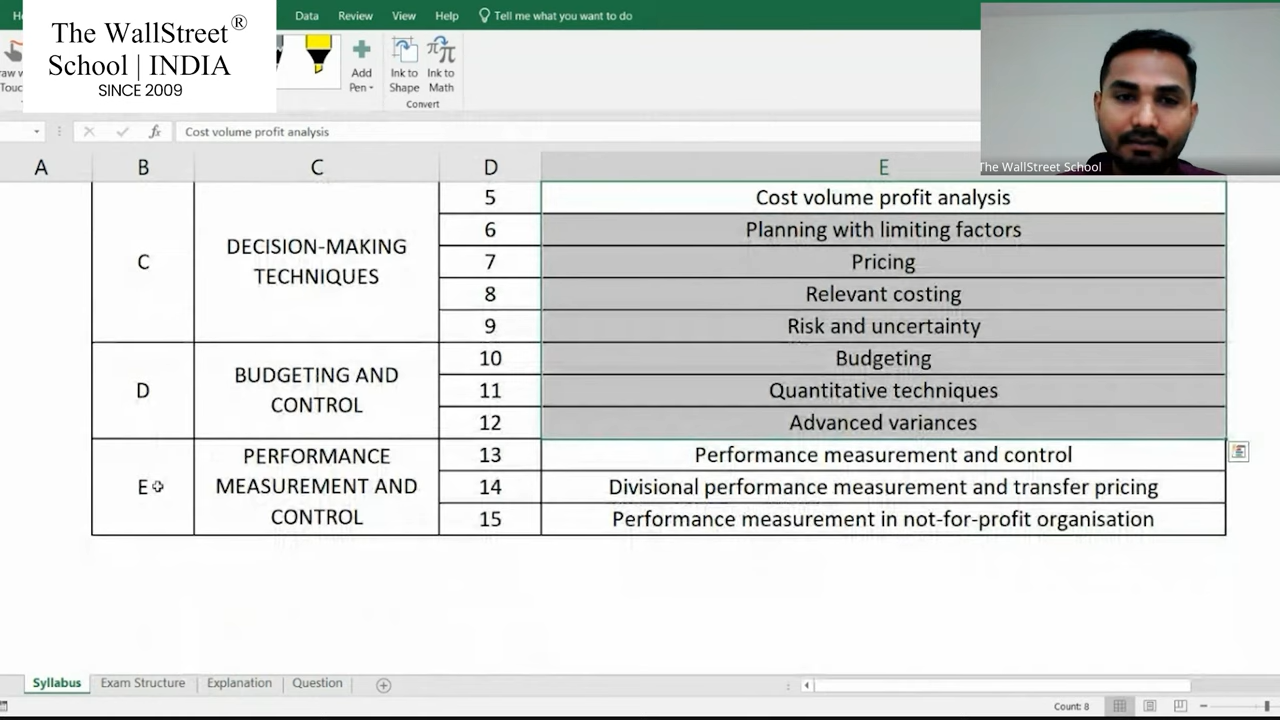 The WallStreet®
School | INDIA
SINCE 2009
Data Review View Help Tell me what you want to do
Add
Pen
Ink to
Shape
Ink to
Math
Convert
fx Cost volume profit analysis
The WallStreet School
A B C D E
C
DECISION-MAKING
TECHNIQUES
5 Cost volume profit analysis
6 Planning with limiting factors
7 Pricing
8 Relevant costing
9 Risk and uncertainty
D
BUDGETING AND
CONTROL
10 Budgeting
11 Quantitative techniques
12 Advanced variances
E
PERFORMANCE
MEASUREMENT AND
CONTROL
13 Performance measurement and control
14 Divisional performance measurement and transfer pricing
15 Performance measurement in not-for-profit organisation
Syllabus Exam Structure Explanation Question
Count: 8